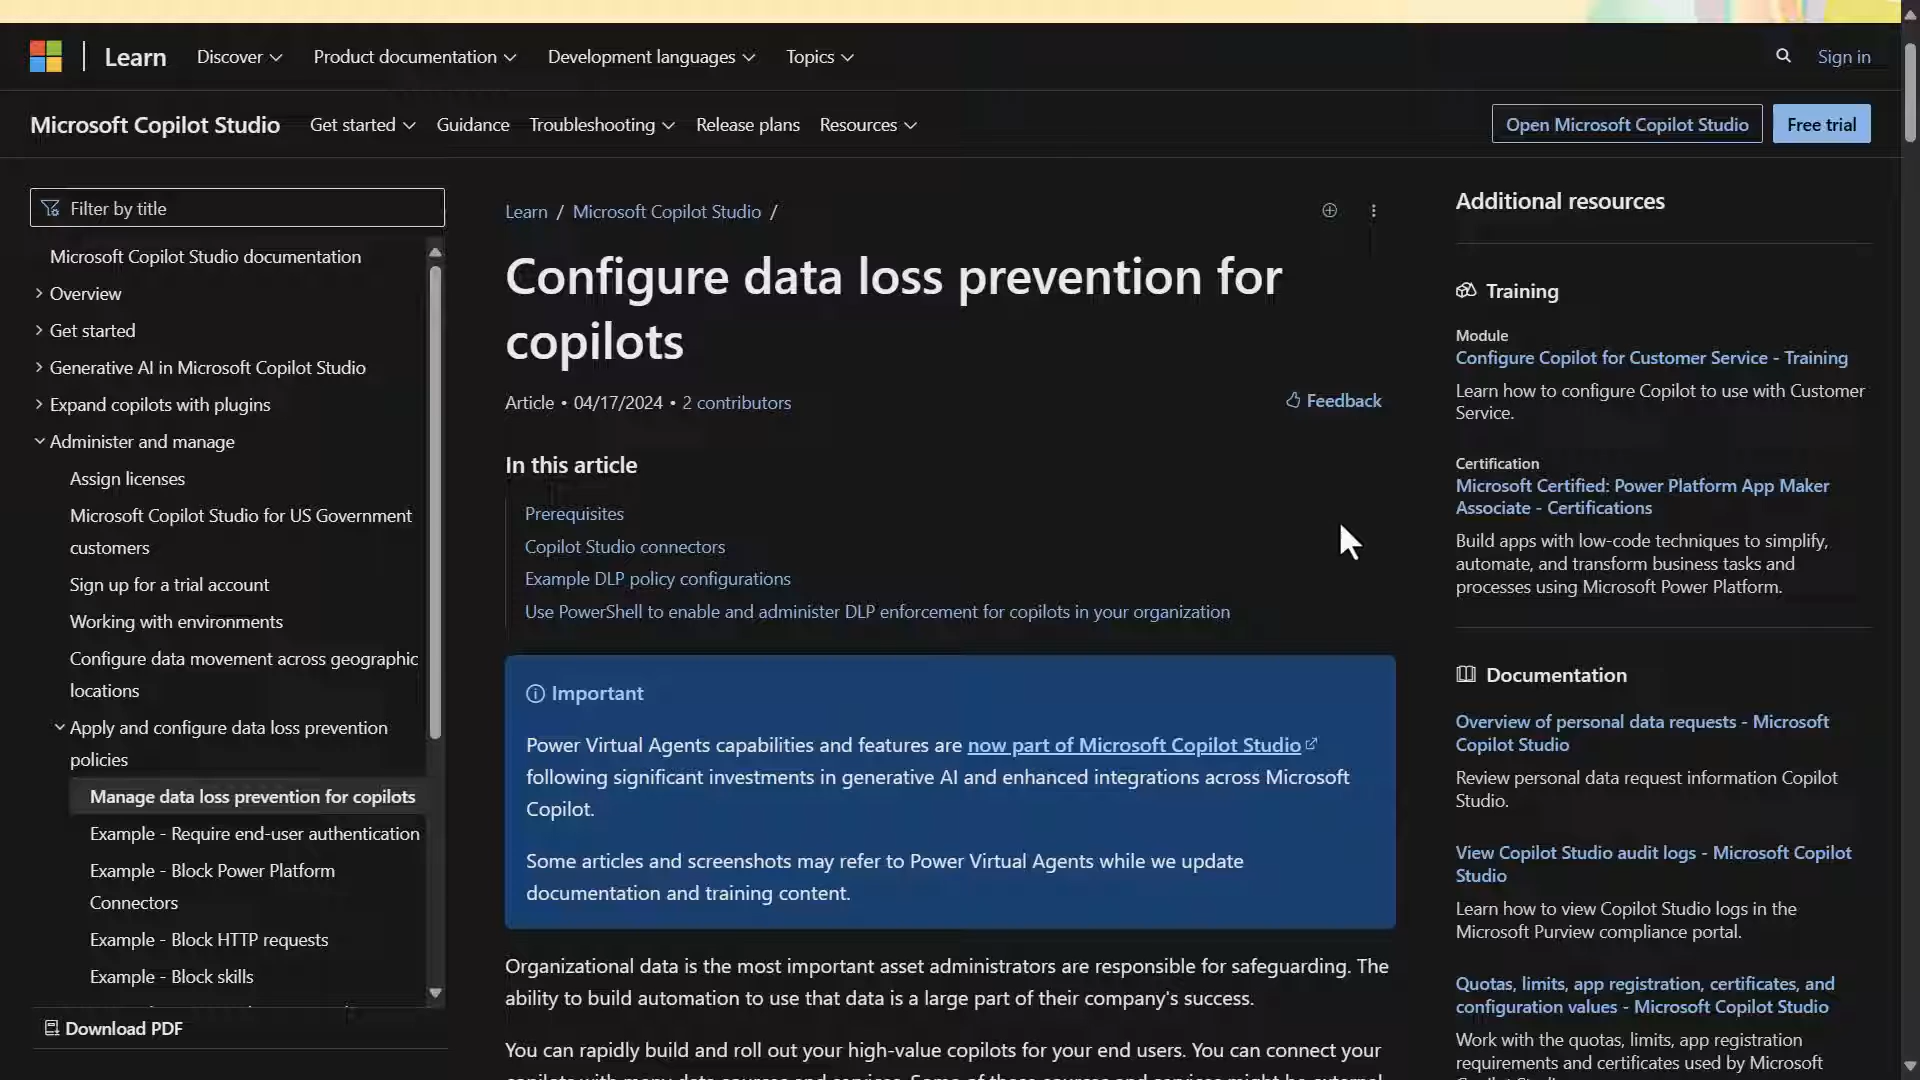 Learn
Discover
Product documentation
Development languages
Topics
Sign in
Microsoft Copilot Studio
Get started
Guidance
Troubleshooting
Release plans
Resources
Open Microsoft Copilot Studio
Free trial
Filter by title
Microsoft Copilot Studio documentation
Overview
Get started
Generative AI in Microsoft Copilot Studio
Expand copilots with plugins
Administer and manage
Assign licenses
Microsoft Copilot Studio for US Government
customers
Sign up for a trial account
Working with environments
Configure data movement across geographic
locations
Apply and configure data loss prevention
policies
Manage data loss prevention for copilots
Example - Require end-user authentication
Example - Block Power Platform
Connectors
Example - Block HTTP requests
Example - Block skills
Download PDF
Learn / Microsoft Copilot Studio /
Configure data loss prevention for
copilots
Article • 04/17/2024 • 2 contributors
Feedback
In this article
Prerequisites
Copilot Studio connectors
Example DLP policy configurations
Use PowerShell to enable and administer DLP enforcement for copilots in your organization
Important
Power Virtual Agents capabilities and features are now part of Microsoft Copilot Studio
following significant investments in generative AI and enhanced integrations across Microsoft
Copilot.
Some articles and screenshots may refer to Power Virtual Agents while we update
documentation and training content.
Organizational data is the most important asset administrators are responsible for safeguarding. The
ability to build automation to use that data is a large part of their company's success.
You can rapidly build and roll out your high-value copilots for your end users. You can connect your
Additional resources
Training
Module
Configure Copilot for Customer Service - Training
Learn how to configure Copilot to use with Customer
Service.
Certification
Microsoft Certified: Power Platform App Maker
Associate - Certifications
Build apps with low-code techniques to simplify,
automate, and transform business tasks and
processes using Microsoft Power Platform.
Documentation
Overview of personal data requests - Microsoft
Copilot Studio
Review personal data request information Copilot
Studio.
View Copilot Studio audit logs - Microsoft Copilot
Studio
Learn how to view Copilot Studio logs in the
Microsoft Purview compliance portal.
Quotas, limits, app registration, certificates, and
configuration values - Microsoft Copilot Studio
Work with the quotas, limits, app registration
requirements and certificates used by Microsoft